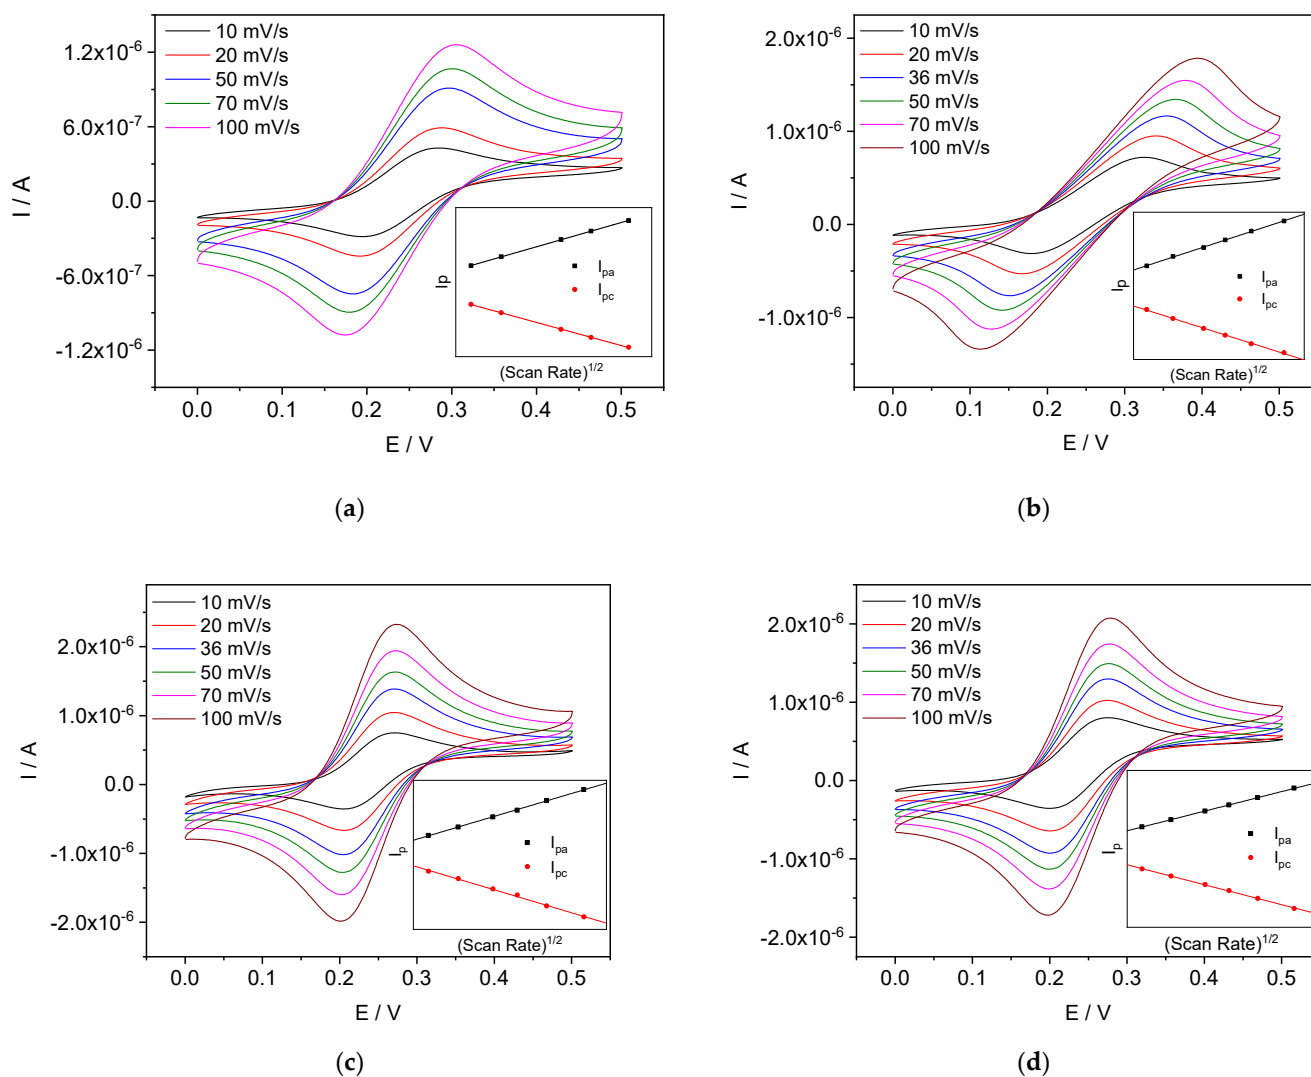 10 mV/s
20 mV/s
50 mV/s
70 mV/s
100 mV/s
1.2x10⁻⁶
6.0x10⁻⁷
0.0
-6.0x10⁻⁷
-1.2x10⁻⁶
I / A
0.0 0.1 0.2 0.3 0.4 0.5
E / V
Ip
Ipa
Ipc
(Scan Rate)^1/2
(a)
10 mV/s
20 mV/s
36 mV/s
50 mV/s
70 mV/s
100 mV/s
2.0x10⁻⁶
1.0x10⁻⁶
0.0
-1.0x10⁻⁶
I / A
0.0 0.1 0.2 0.3 0.4 0.5
E / V
Ip
Ipa
Ipc
(Scan Rate)^1/2
(b)
10 mV/s
20 mV/s
36 mV/s
50 mV/s
70 mV/s
100 mV/s
2.0x10⁻⁶
1.0x10⁻⁶
0.0
-1.0x10⁻⁶
-2.0x10⁻⁶
I / A
0.0 0.1 0.2 0.3 0.4 0.5
E / V
Ip
Ipa
Ipc
(Scan Rate)^1/2
(c)
10 mV/s
20 mV/s
36 mV/s
50 mV/s
70 mV/s
100 mV/s
2.0x10⁻⁶
1.0x10⁻⁶
0.0
-1.0x10⁻⁶
-2.0x10⁻⁶
I / A
0.0 0.1 0.2 0.3 0.4 0.5
E / V
Ip
Ipa
Ipc
(Scan Rate)^1/2
(d)